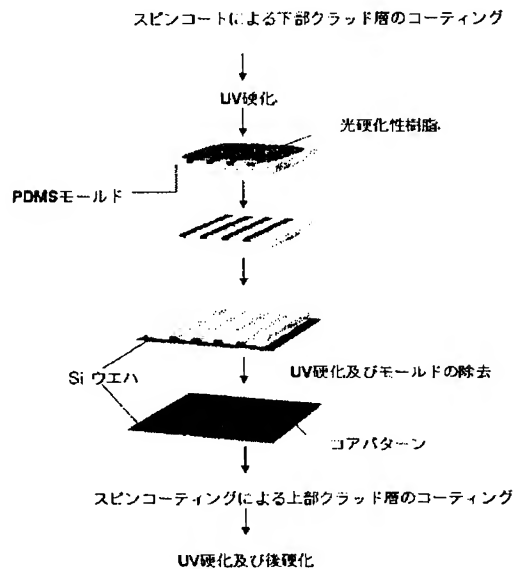 スピンコートによる下部クラッド層のコーティング
UV硬化
光硬化性樹脂
PDMSモールド
Si ウエハ
UV硬化及びモールドの除去
コアパターン
スピンコーティングによる上部クラッド層のコーティング
UV硬化及び後硬化